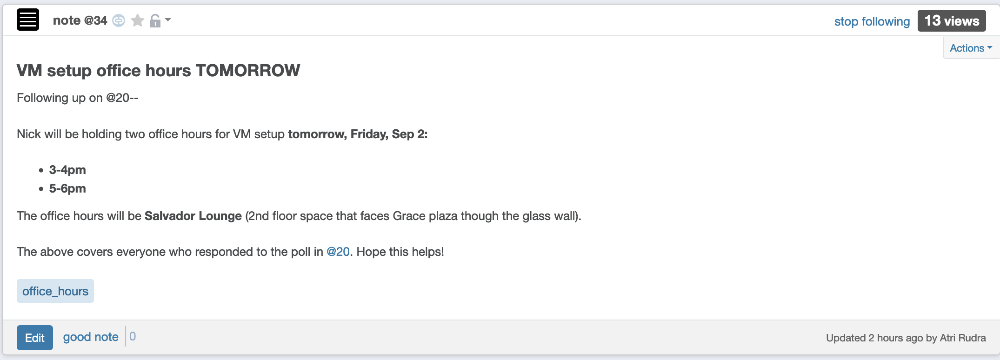 note @34
stop following
13 views
Actions
VM setup office hours TOMORROW
Following up on @20--
Nick will be holding two office hours for VM setup tomorrow, Friday, Sep 2:
• 3-4pm
• 5-6pm
The office hours will be Salvador Lounge (2nd floor space that faces Grace plaza though the glass wall).
The above covers everyone who responded to the poll in @20. Hope this helps!
office_hours
Edit
good note
0
Updated 2 hours ago by Atri Rudra